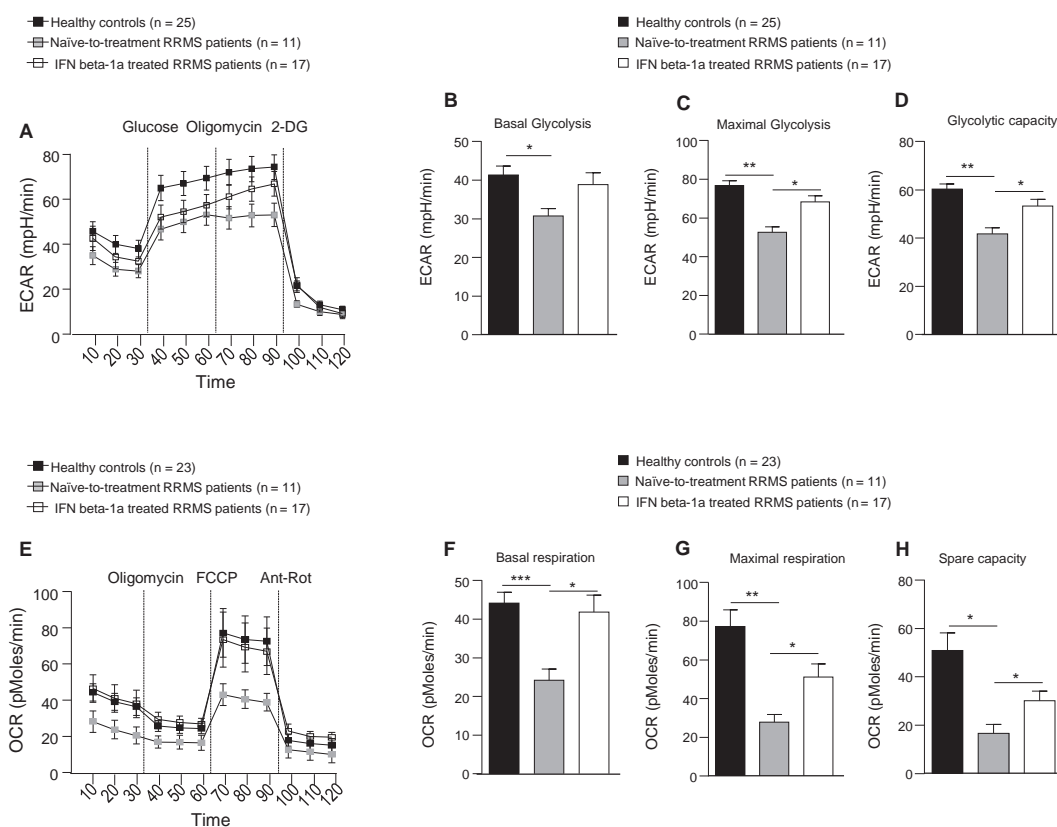 Healthy controls (n = 25)
Naïve-to-treatment RRMS patients (n = 11)
IFN beta-1a treated RRMS patients (n = 17)
Healthy controls (n = 25)
Naïve-to-treatment RRMS patients (n = 11)
IFN beta-1a treated RRMS patients (n = 17)
A
Glucose Oligomycin 2-DG
ECAR (mpH/min)
80
60
40
20
0
10 20 30 40 50 60 70 80 90 100 110 120
Time
B
Basal Glycolysis
*
ECAR (mpH/min)
50
40
30
20
10
0
C
Maximal Glycolysis
**
*
ECAR (mpH/min)
100
80
60
40
20
0
D
Glycolytic capacity
**
*
ECAR (mpH/min)
80
60
40
20
0
Healthy controls (n = 23)
Naïve-to-treatment RRMS patients (n = 11)
IFN beta-1a treated RRMS patients (n = 17)
Healthy controls (n = 23)
Naïve-to-treatment RRMS patients (n = 11)
IFN beta-1a treated RRMS patients (n = 17)
E
Oligomycin FCCP Ant-Rot
OCR (pMoles/min)
100
80
60
40
20
0
10 20 30 40 50 60 70 80 90 100 110 120
Time
F
Basal respiration
***
*
OCR (pMoles/min)
50
40
30
20
10
0
G
Maximal respiration
**
*
OCR (pMoles/min)
100
80
60
40
20
0
H
Spare capacity
*
*
OCR (pMoles/min)
80
60
40
20
0